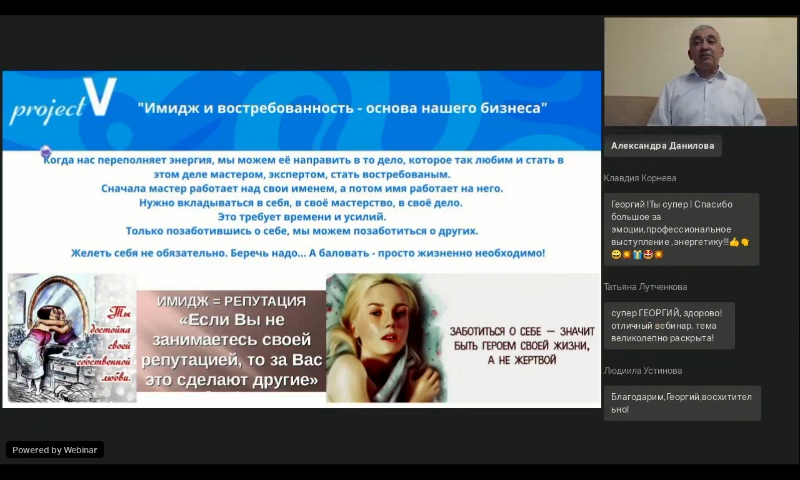 project V
"Имидж и востребованность - основа нашего бизнеса"
Когда нас переполняет энергия, мы можем её направить в то дело, которое так любим и стать в
этом деле мастером, экспертом, стать востребованым.
Сначала мастер работает над свои именем, а потом имя работает на него.
Нужно вкладываться в себя, в своё мастерство, в своё дело.
Это требует времени и усилий.
Только позаботившись о себе, мы можем позаботиться о других.
Желеть себя не обязательно. Беречь надо... А баловать - просто жизненно необходимо!
Ты
достойна
своей
собственной
любви.
ИМИДЖ = РЕПУТАЦИЯ
«Если Вы не
занимаетесь своей
репутацией, то за Вас
это сделают другие»
ЗАБОТИТЬСЯ О СЕБЕ — ЗНАЧИТ
БЫТЬ ГЕРОЕМ СВОЕЙ ЖИЗНИ,
А НЕ ЖЕРТВОЙ
Александра Данилова
Клавдия Корнева
Георгий !Ты супер ! Спасибо
большое за
эмоции,профессиональное
выступление ,энергетику!!!👍👏
😄💥🎁🤩💥
Татьяна Лутченкова
супер ГЕОРГИЙ, здорово!
отличный вебинар, тема
великолепно раскрыта!
Людмила Устинова
Благодарим,Георгий,восхитител
ьно!
Powered by Webinar